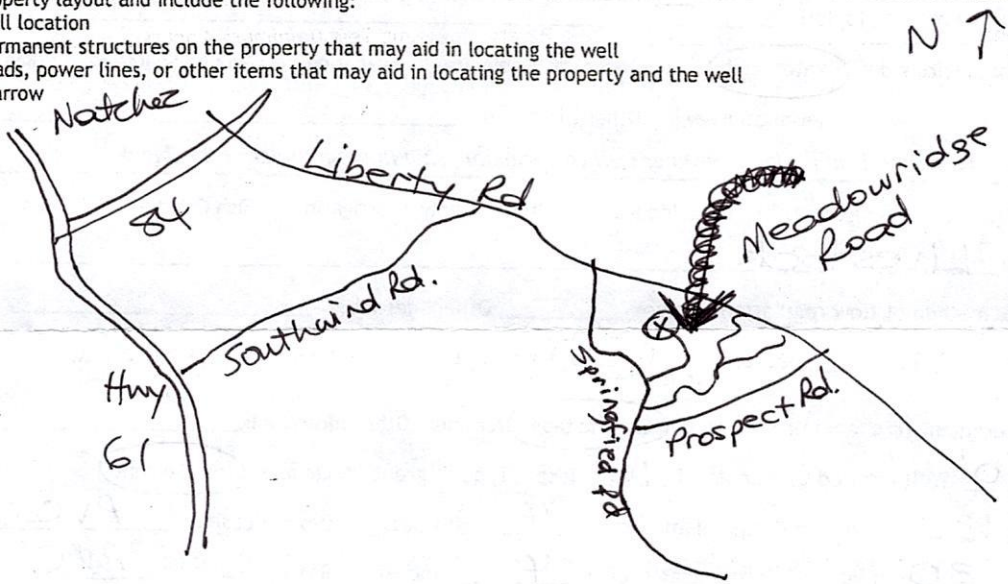 operty layout and include the following:
ll location
rmanent structures on the property that may aid in locating the well
ads, power lines, or other items that may aid in locating the property and the well
arrow
N
Natchez
84
Liberty Rd
Meadowridge
Road
Southwind Rd.
Hwy
61
Springfield Rd
Prospect Rd.